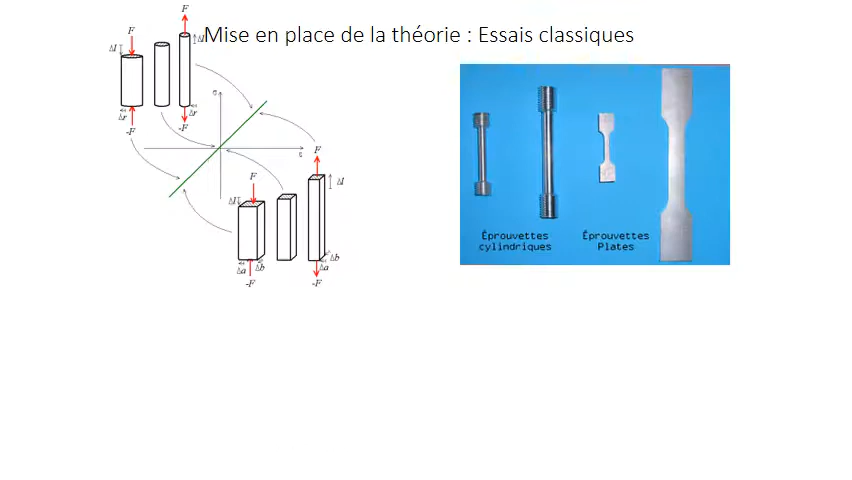 Mise en place de la théorie : Essais classiques
F
F
Δl
Δl
Δr
Δr
-F
-F
σ
ε
F
F
Δl
Δl
Δa
Δb
Δa
Δb
-F
-F
Éprouvettes
cylindriques
Éprouvettes
Plates